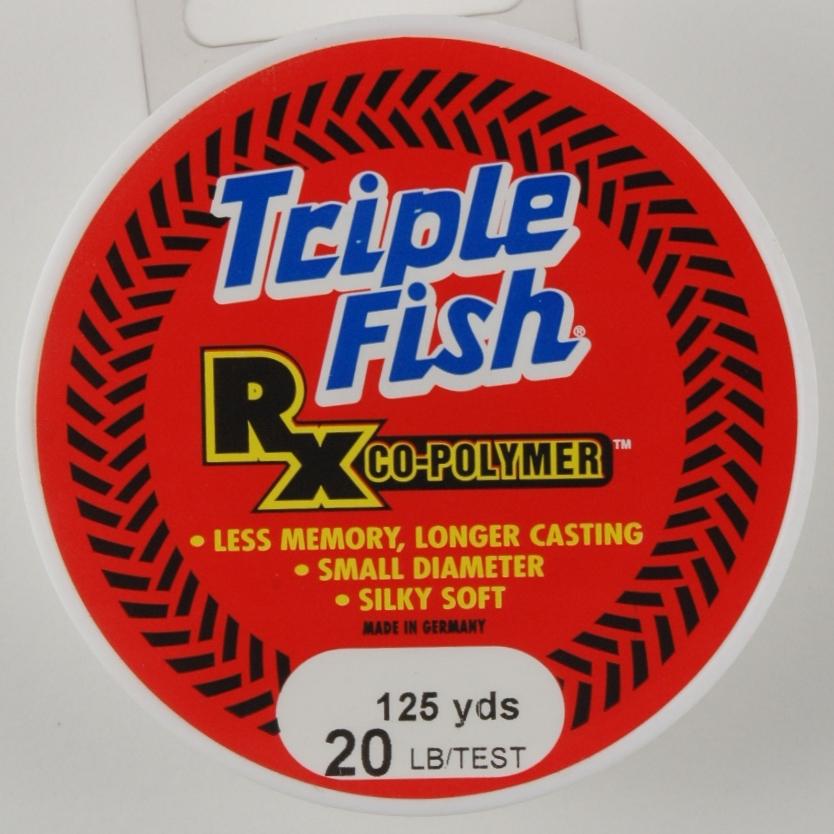 Triple
Fish®
RX CO-POLYMER™
• LESS MEMORY, LONGER CASTING
• SMALL DIAMETER
• SILKY SOFT
MADE IN GERMANY
125 yds
20 LB/TEST